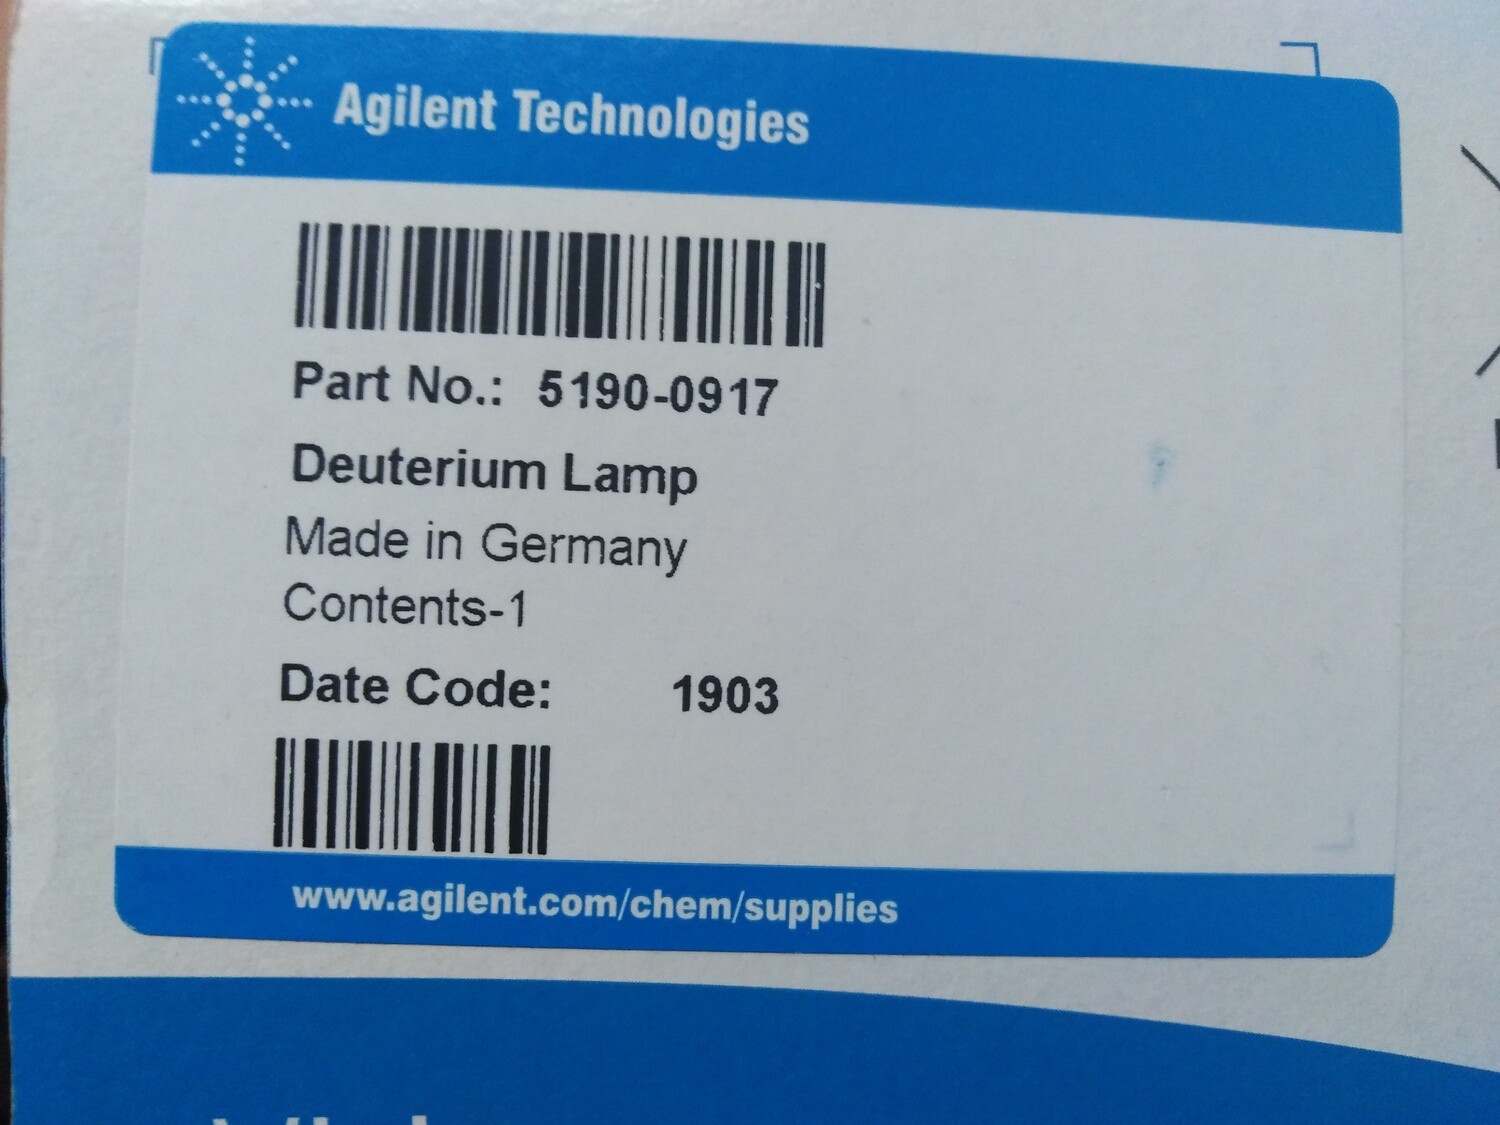 Agilent Technologies
Part No.: 5190-0917
Deuterium Lamp
Made in Germany
Contents-1
Date Code: 1903
www.agilent.com/chem/supplies